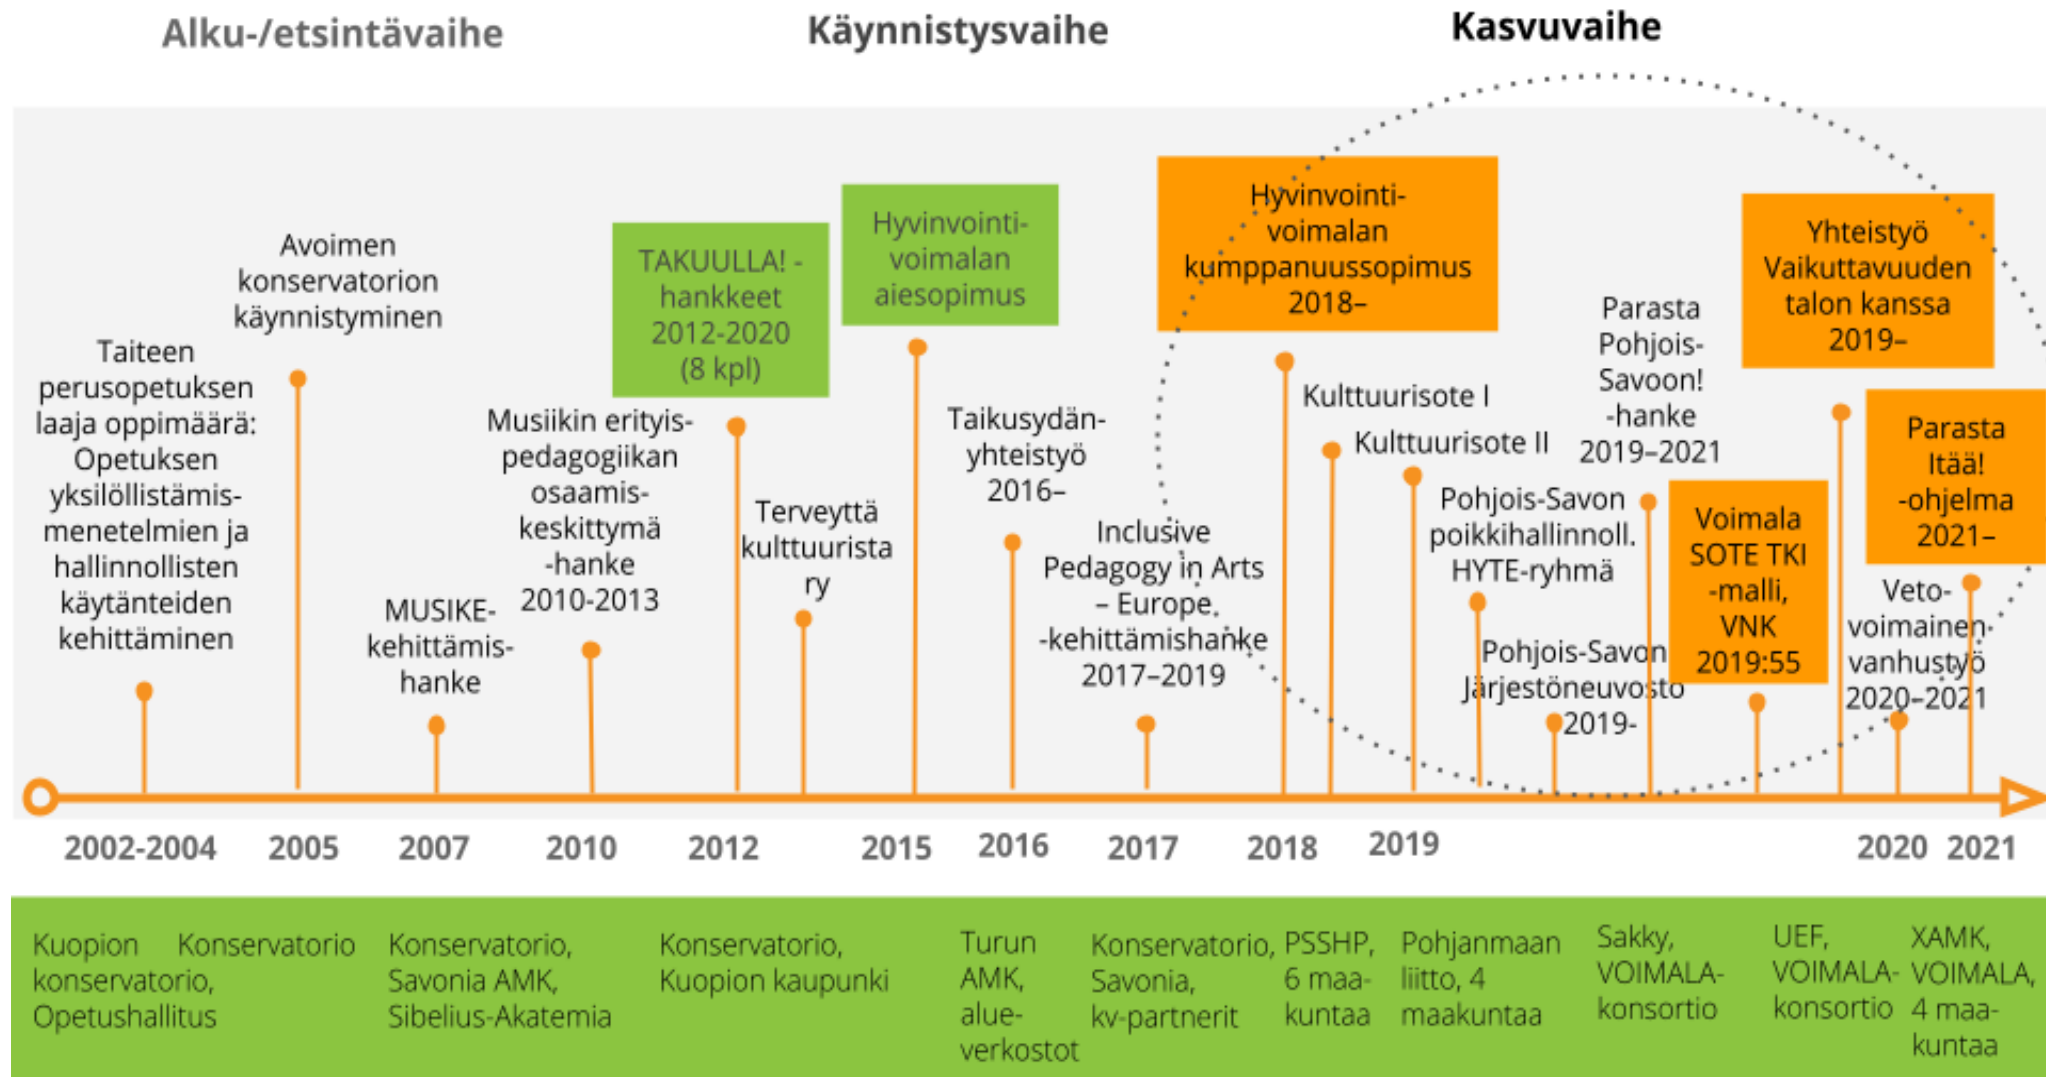 Alku-/etsintävaihe
Käynnistysvaihe
Kasvuvaihe
Taiteen
perusopetuksen
laaja oppimäärä:
Opetuksen
yksilöllistämis-
menetelmien ja
hallinnollisten
käytänteiden
kehittäminen
Avoimen
konservatorion
käynnistyminen
MUSIKE-
kehittämis-
hanke
Musiikin erityis-
pedagogiikan
osaamis-
keskittymä
-hanke
2010-2013
TAKUULLA! -
hankkeet
2012-2020
(8 kpl)
Terveyttä
kulttuurista
ry
Hyvinvointi-
voimalan
aiesopimus
Taikusydän-
yhteistyö
2016–
Inclusive
Pedagogy in Arts
– Europe
-kehittämishanke
2017–2019
Hyvinvointi-
voimalan
kumppanuussopimus
2018–
Kulttuurisote I
Kulttuurisote II
Pohjois-Savon
poikkihallinnoll.
HYTE-ryhmä
Pohjois-Savon
Järjestöneuvosto
2019-
Parasta
Pohjois-
Savoon!
-hanke
2019–2021
Voimala
SOTE TKI
-malli,
VNK
2019:55
Yhteistyö
Vaikuttavuuden
talon kanssa
2019–
Veto-
voimainen
vanhustyö
2020–2021
Parasta
Itää!
-ohjelma
2021–
2002-2004
2005
2007
2010
2012
2015
2016
2017
2018
2019
2020
2021
Kuopion
konservatorio,
Opetushallitus
Konservatorio
Konservatorio,
Savonia AMK,
Sibelius-Akatemia
Konservatorio,
Kuopion kaupunki
Turun
AMK,
alue-
verkostot
Konservatorio,
Savonia,
kv-partnerit
PSSHP,
6 maa-
kuntaa
Pohjanmaan
liitto, 4
maakuntaa
Sakky,
VOIMALA-
konsortio
UEF,
VOIMALA-
konsortio
XAMK,
VOIMALA,
4 maa-
kuntaa